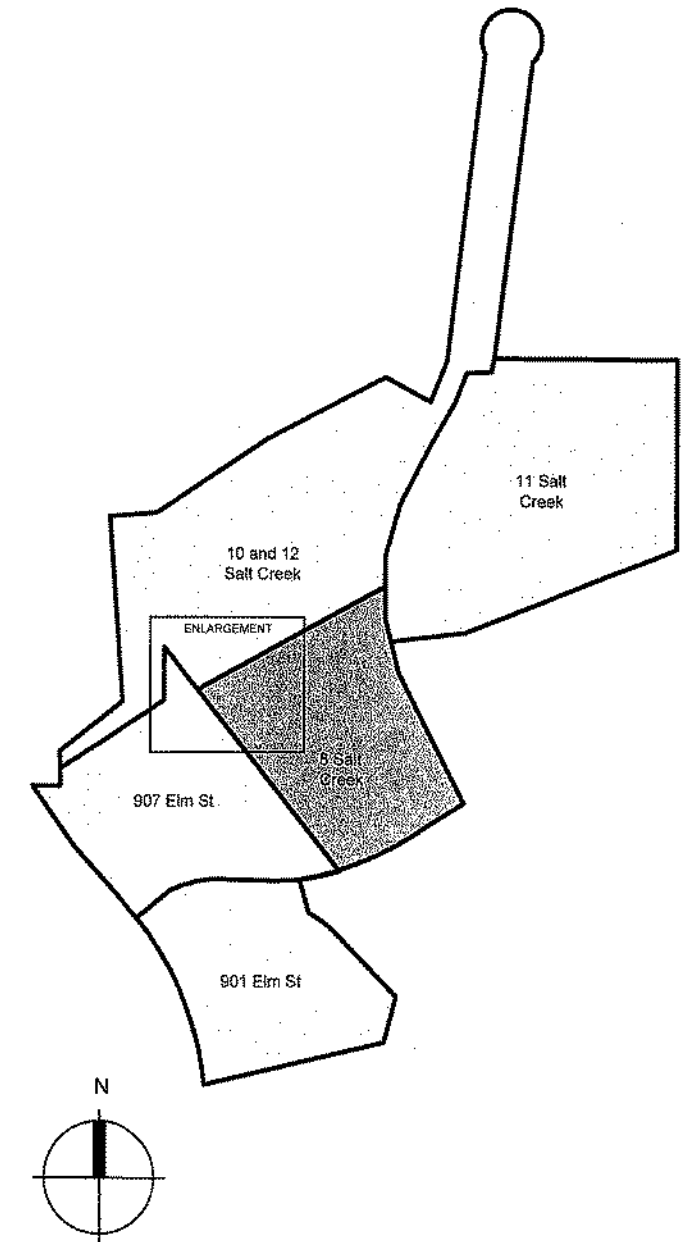 11 Salt
Creek
10 and 12
Salt Creek
ENLARGEMENT
8 Salt
Creek
907 Elm St
901 Elm St
N